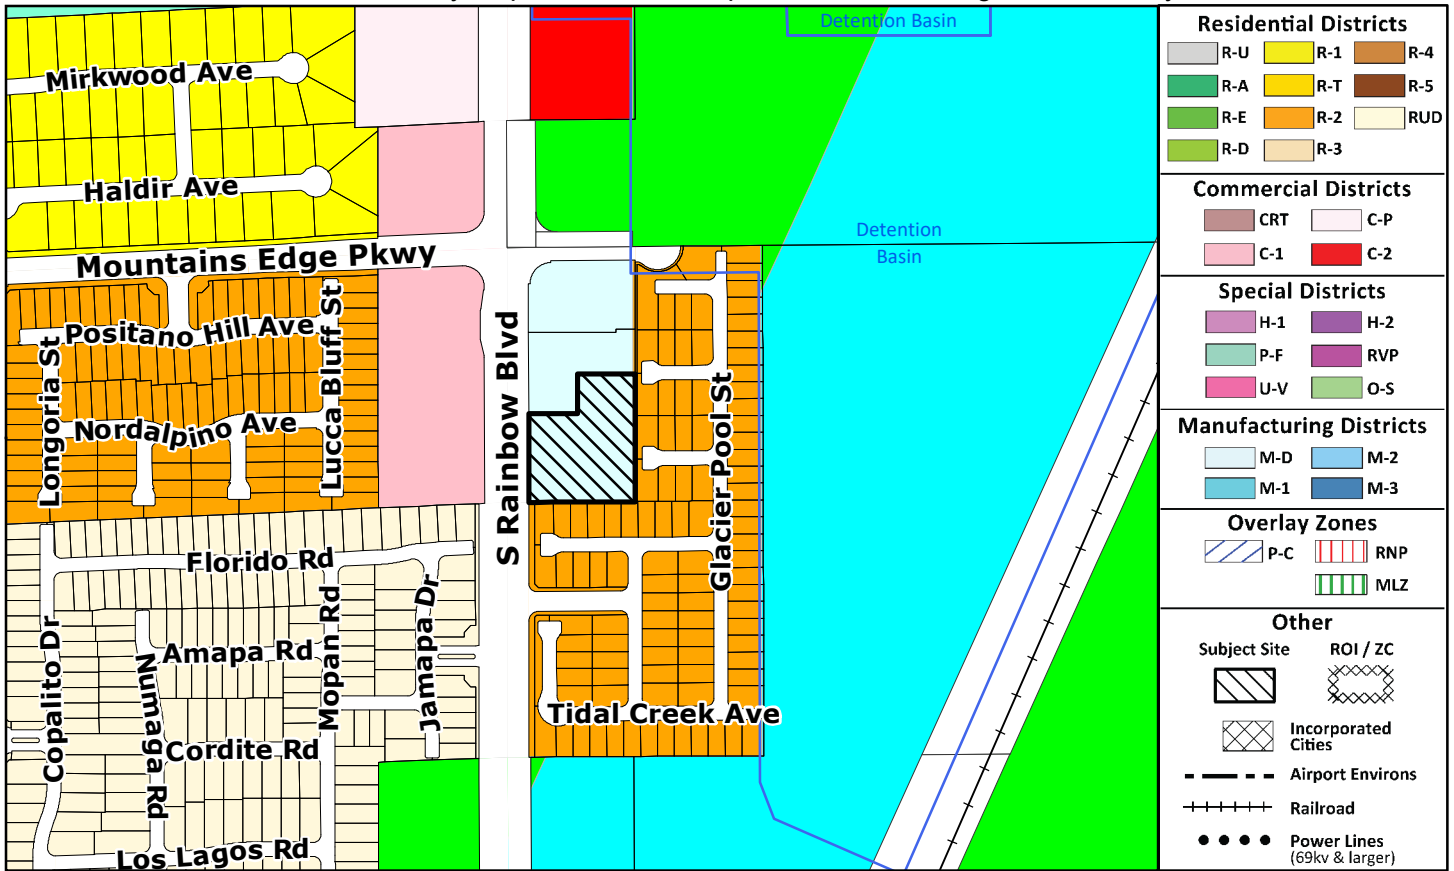 Detention Basin
Mirkwood Ave
Haldir Ave
Mountains Edge Pkwy
Detention
Basin
Positano Hill Ave
Longoria St
Lucca Bluff St
Nordalpino Ave
S Rainbow Blvd
Glacier Pool St
Florido Rd
Copalito Dr
Numaga Rd
Amapa Rd
Mopan Rd
Jamapa Dr
Tidal Creek Ave
Cordite Rd
Los Lagos Rd
Residential Districts
R-U R-1 R-4
R-A R-T R-5
R-E R-2 RUD
R-D R-3
Commercial Districts
CRT C-P
C-1 C-2
Special Districts
H-1 H-2
P-F RVP
U-V O-S
Manufacturing Districts
M-D M-2
M-1 M-3
Overlay Zones
P-C RNP
MLZ
Other
Subject Site ROI / ZC
Incorporated
Cities
Airport Environs
Railroad
Power Lines
(69kv & larger)